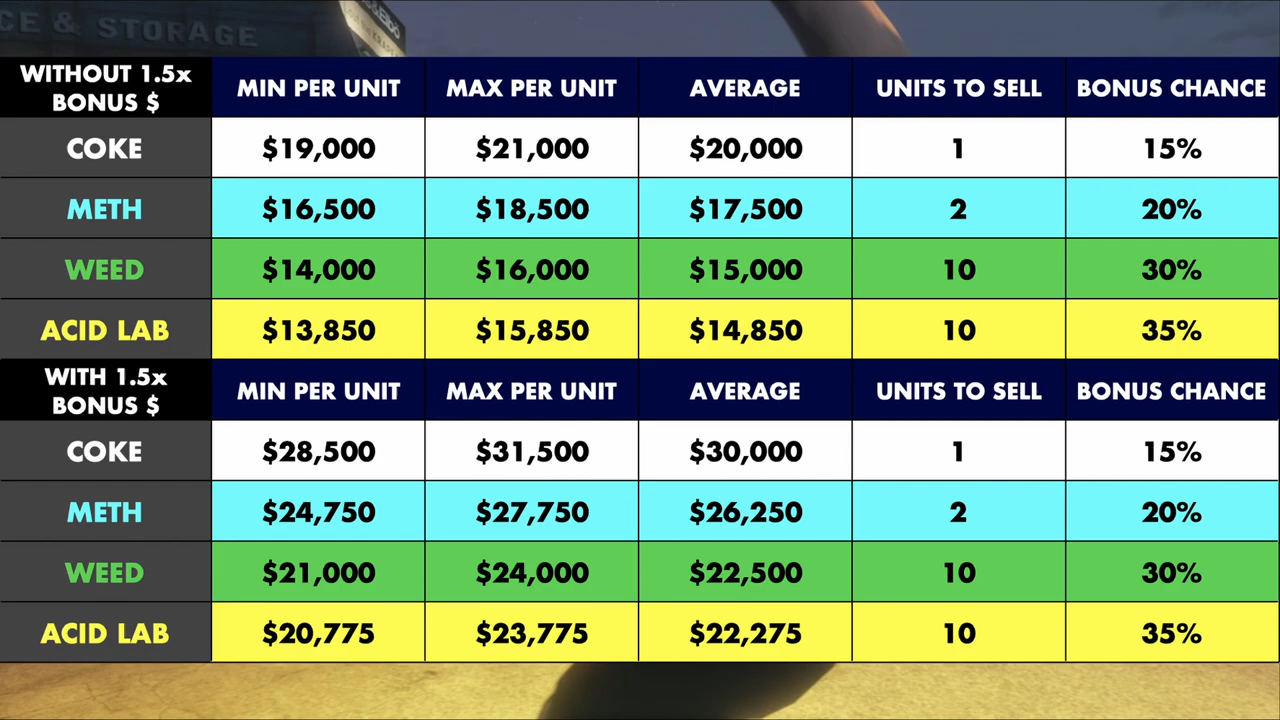 CE & STORAGE
WITHOUT 1.5x
BONUS $
MIN PER UNIT
MAX PER UNIT
AVERAGE
UNITS TO SELL
BONUS CHANCE
COKE $19,000 $21,000 $20,000 1 15%
METH $16,500 $18,500 $17,500 2 20%
WEED $14,000 $16,000 $15,000 10 30%
ACID LAB $13,850 $15,850 $14,850 10 35%
WITH 1.5x
BONUS $
MIN PER UNIT
MAX PER UNIT
AVERAGE
UNITS TO SELL
BONUS CHANCE
COKE $28,500 $31,500 $30,000 1 15%
METH $24,750 $27,750 $26,250 2 20%
WEED $21,000 $24,000 $22,500 10 30%
ACID LAB $20,775 $23,775 $22,275 10 35%